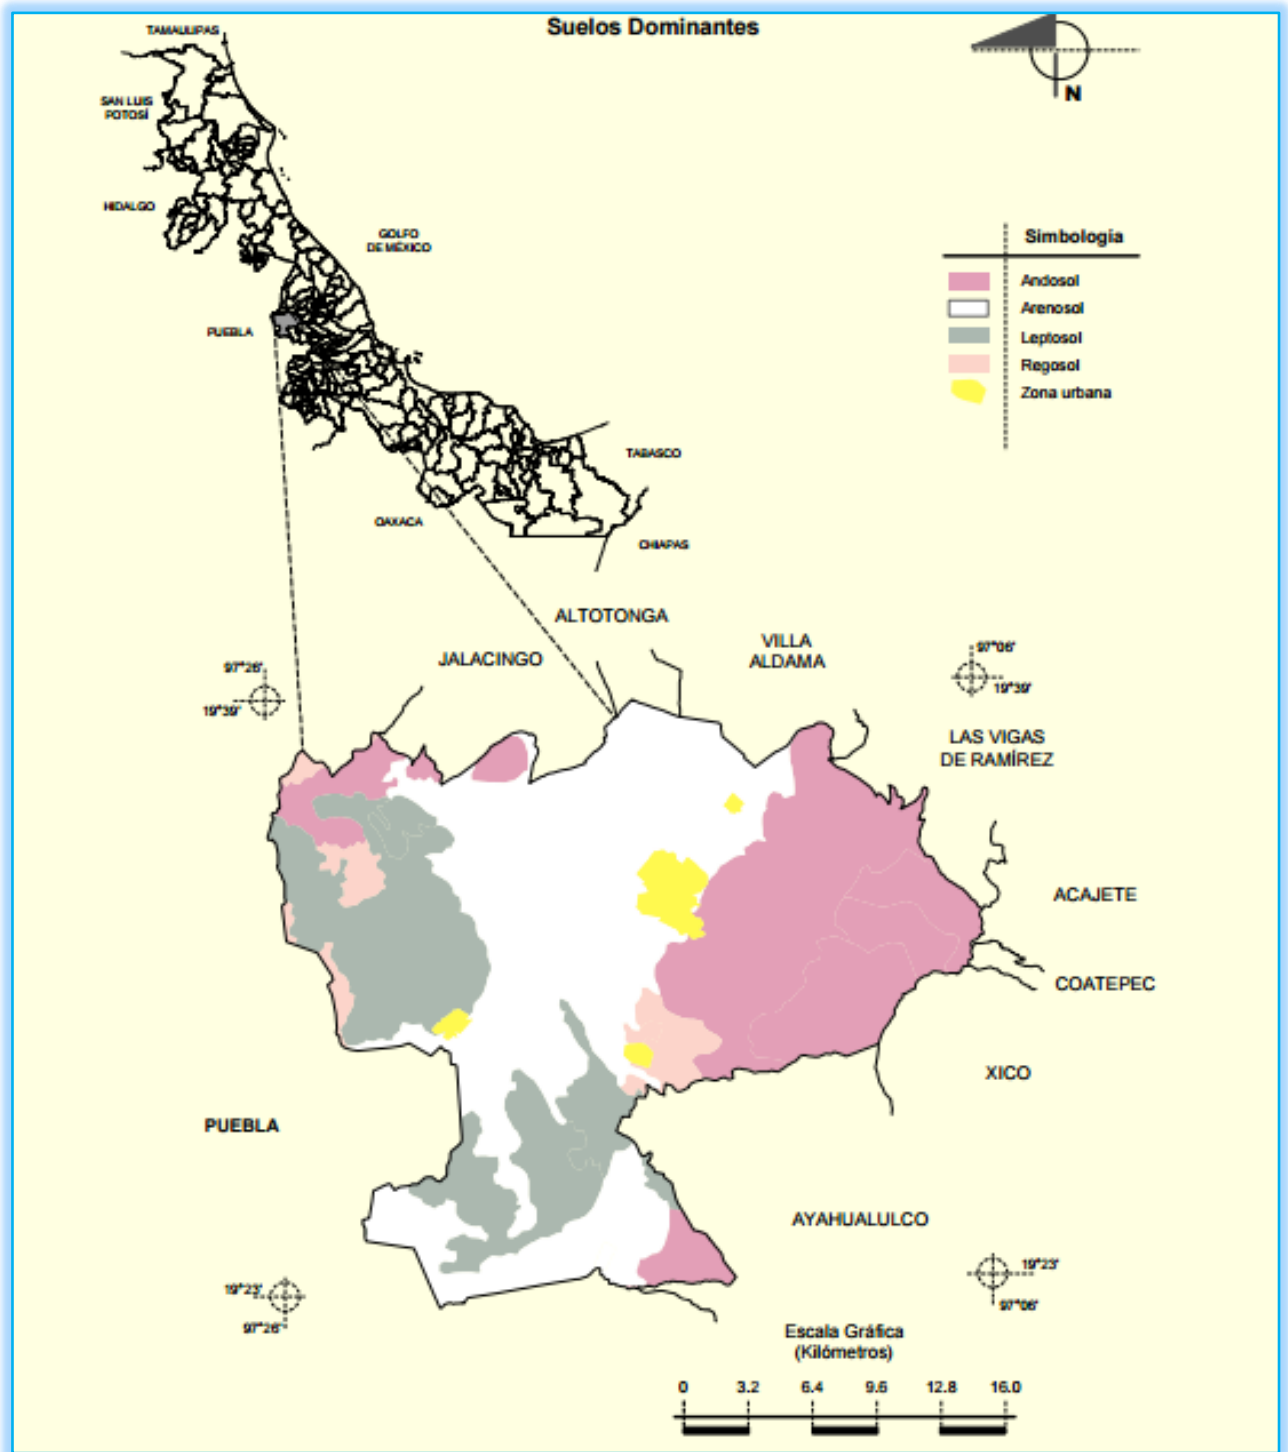 Suelos Dominantes
N
TAMAULIPAS
SAN LUIS
POTOSÍ
HIDALGO
GOLFO
DE MÉXICO
PUEBLA
TABASCO
OAXACA
CHIAPAS
Simbología
Andosol
Arenosol
Leptosol
Regosol
Zona urbana
ALTOTONGA
JALACINGO
VILLA
ALDAMA
97°26'
19°39'
97°06'
19°39'
LAS VIGAS
DE RAMÍREZ
ACAJETE
COATEPEC
XICO
PUEBLA
AYAHUALULCO
19°23'
97°26'
19°23'
97°06'
Escala Gráfica
(Kilómetros)
0 3.2 6.4 9.6 12.8 16.0